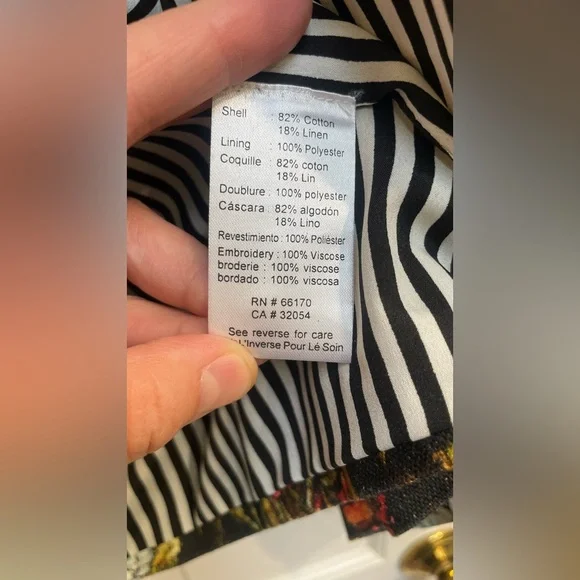 Shell : 82% Cotton
18% Linen
Lining : 100% Polyester
Coquille : 82% coton
18% Lin
Doublure : 100% polyester
Cáscara : 82% algodón
18% Lino
Revestimiento : 100% Poliéster
Embroidery : 100% Viscose
broderie : 100% viscose
bordado : 100% viscosa
RN # 66170
CA # 32054
See reverse for care
L'Inverse Pour Lé Soin